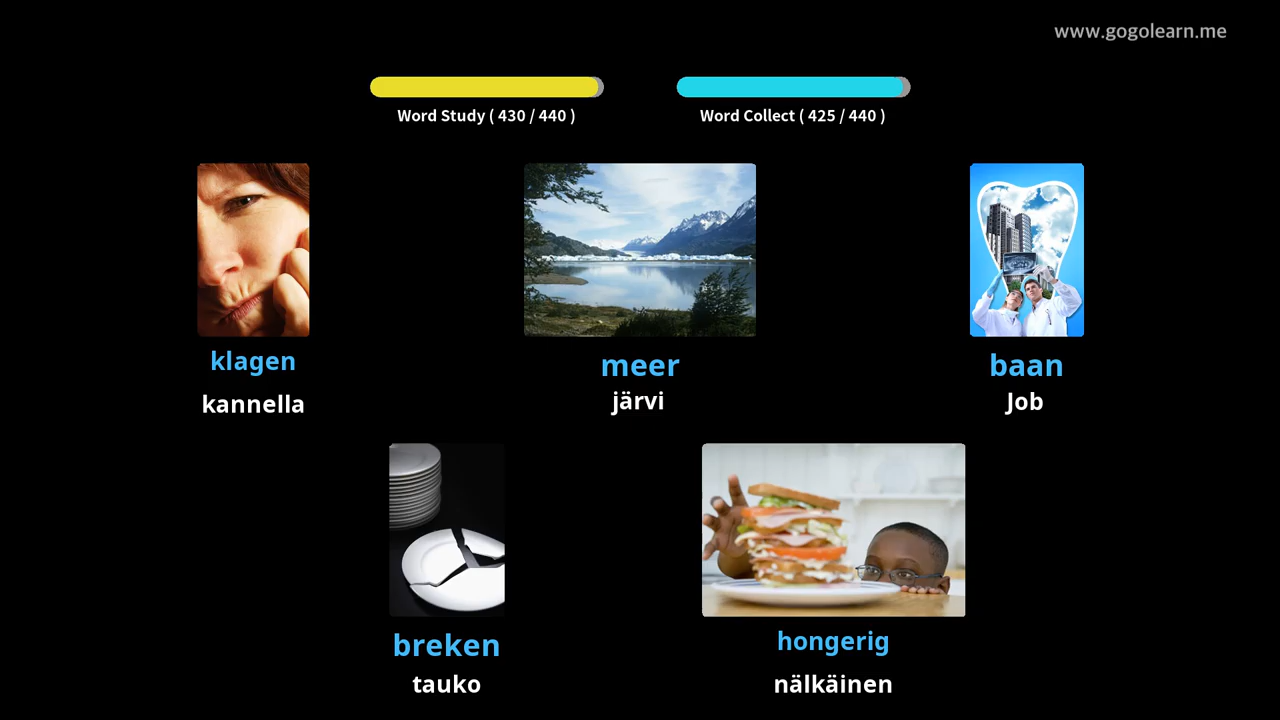 www.gogolearn.me
Word Study ( 430 / 440 )
Word Collect ( 425 / 440 )
klagen
kannella
meer
järvi
baan
Job
breken
tauko
hongerig
nälkäinen